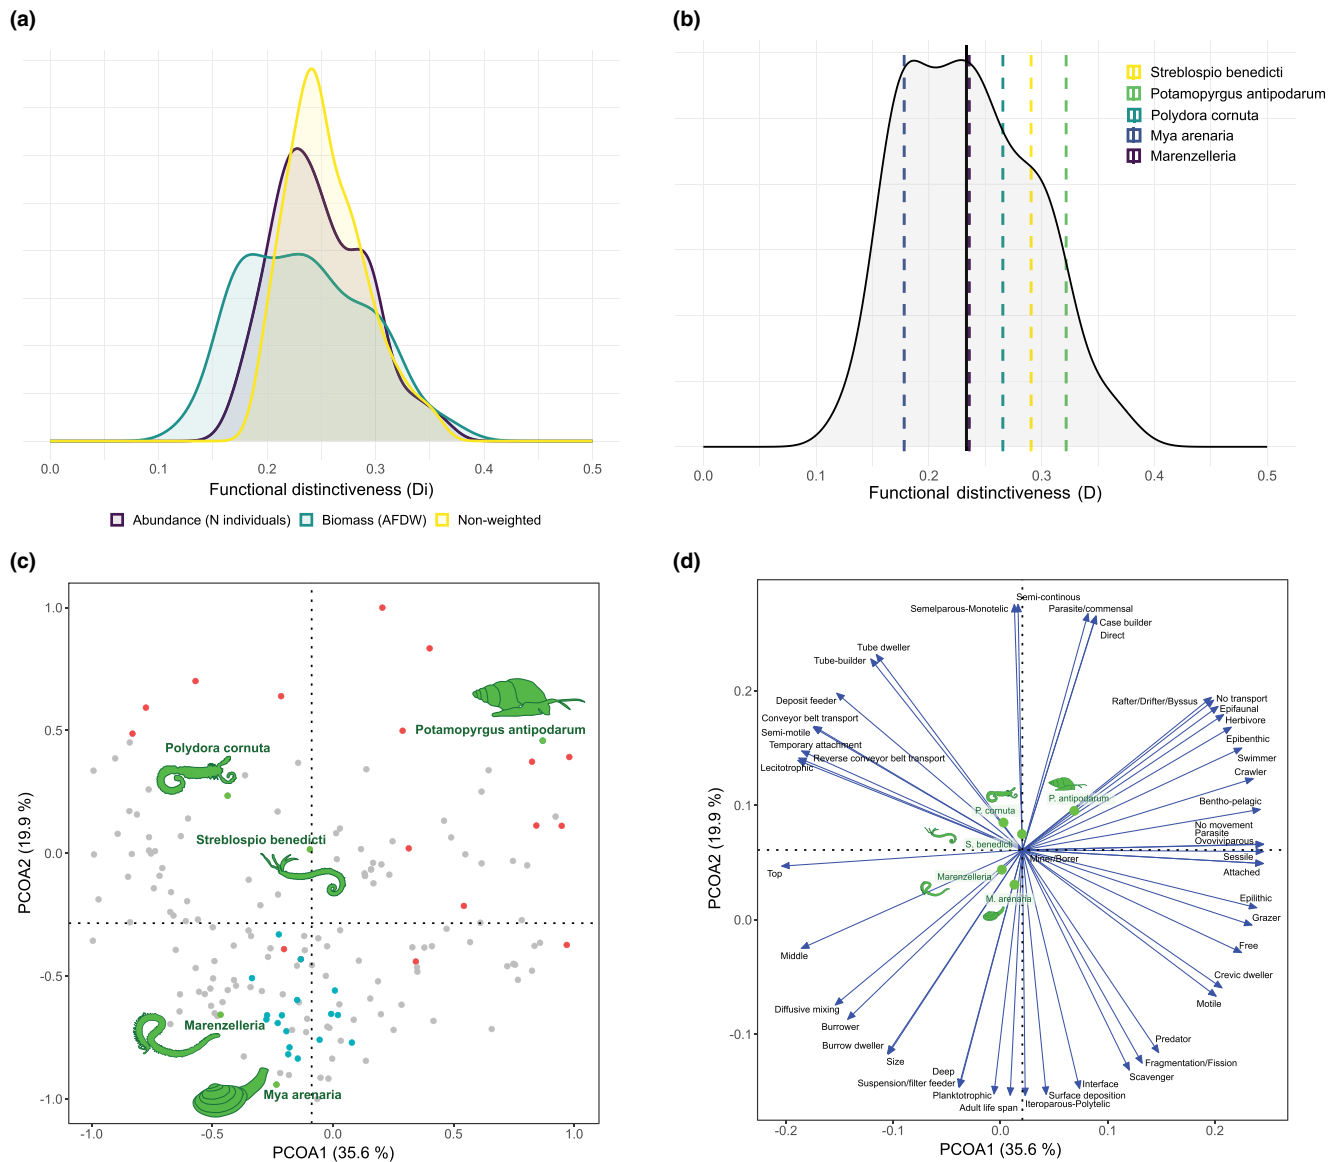 (a)
0.0 0.1 0.2 0.3 0.4 0.5
Functional distinctiveness (Di)
Abundance (N individuals) Biomass (AFDW) Non-weighted
(b)
Streblospio benedicti
Potamopyrgus antipodarum
Polydora cornuta
Mya arenaria
Marenzelleria
0.0 0.1 0.2 0.3 0.4 0.5
Functional distinctiveness (D)
(c)
1.0
0.5
0.0
-0.5
-1.0
PCOA2 (19.9 %)
Potamopyrgus antipodarum
Polydora cornuta
Streblospio benedicti
Marenzelleria
Mya arenaria
-1.0 -0.5 0.0 0.5 1.0
PCOA1 (35.6 %)
(d)
0.2
0.1
0.0
-0.1
PCOA2 (19.9 %)
Semi-continous
Semelparous-Monotelic
Parasite/commensal
Case builder
Direct
Tube dweller
Tube-builder
Deposit feeder
Rafter/Drifter/Byssus
No transport
Epifaunal
Herbivore
Conveyor belt transport
Semi-motile
Temporary attachment
Epibenthic
Reverse conveyor belt transport
Swimmer
Lecitotrophic
Crawler
P. antipodarum
Bentho-pelagic
P. cornuta
No movement
Parasite
Ovoviviparous
S. benedicti
Miner/Borer
Sessile
Top
Attached
Marenzelleria
M. arenaria
Epilithic
Grazer
Free
Middle
Crevic dweller
Motile
Diffusive mixing
Burrower
Predator
Burrow dweller
Size
Fragmentation/Fission
Deep
Scavenger
Suspension/filter feeder
Interface
Planktotrophic
Surface deposition
Adult life span
Iteroparous-Polytelic
-0.2 -0.1 0.0 0.1 0.2
PCOA1 (35.6 %)